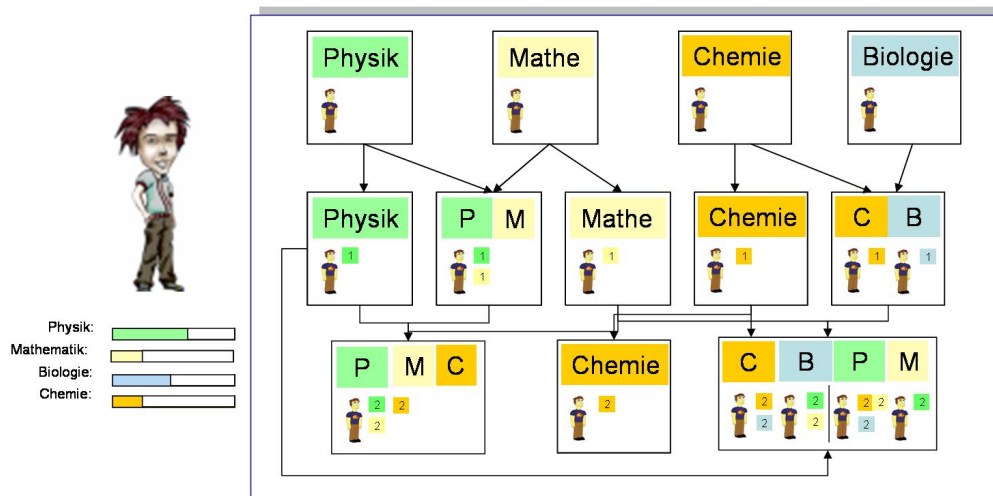 Physik Mathe Chemie Biologie
Physik P M Mathe Chemie C B
1 1 1 1 1 1
1
Physik:
Mathematik:
Biologie:
Chemie:
P M C Chemie C B P M
2 2 2 2 2 2 2 2
2 2 2 2